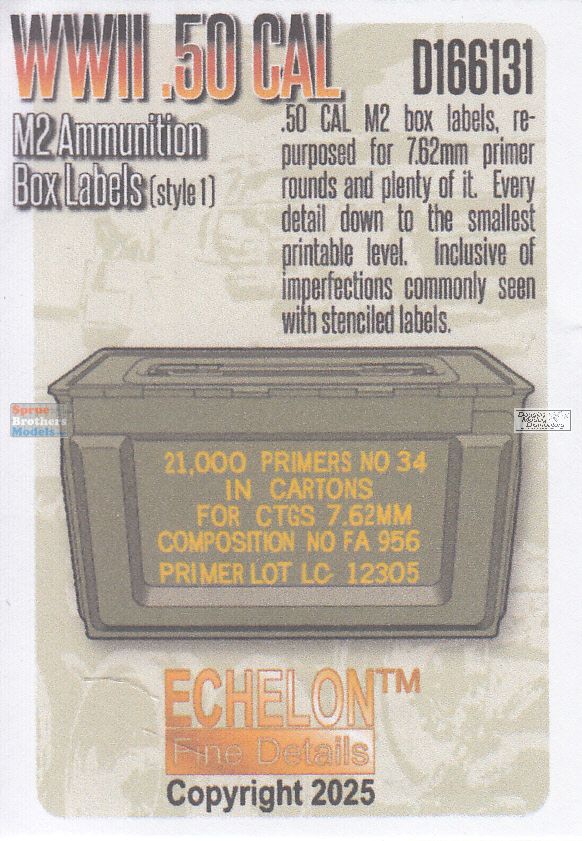 WWII .50 CAL
M2 Ammunition
Box Labels (style 1)
D166131
.50 CAL M2 box labels, re-
purposed for 7.62mm primer
rounds and plenty of it. Every
detail down to the smallest
printable level. Inclusive of
imperfections commonly seen
with stenciled labels.
Sprue
Brothers
Models
21,000 PRIMERS NO 34
IN CARTONS
FOR CTGS 7.62MM
COMPOSITION NO FA 956
PRIMER LOT LC- 12305
ECHELON™
Fine Details
Copyright 2025